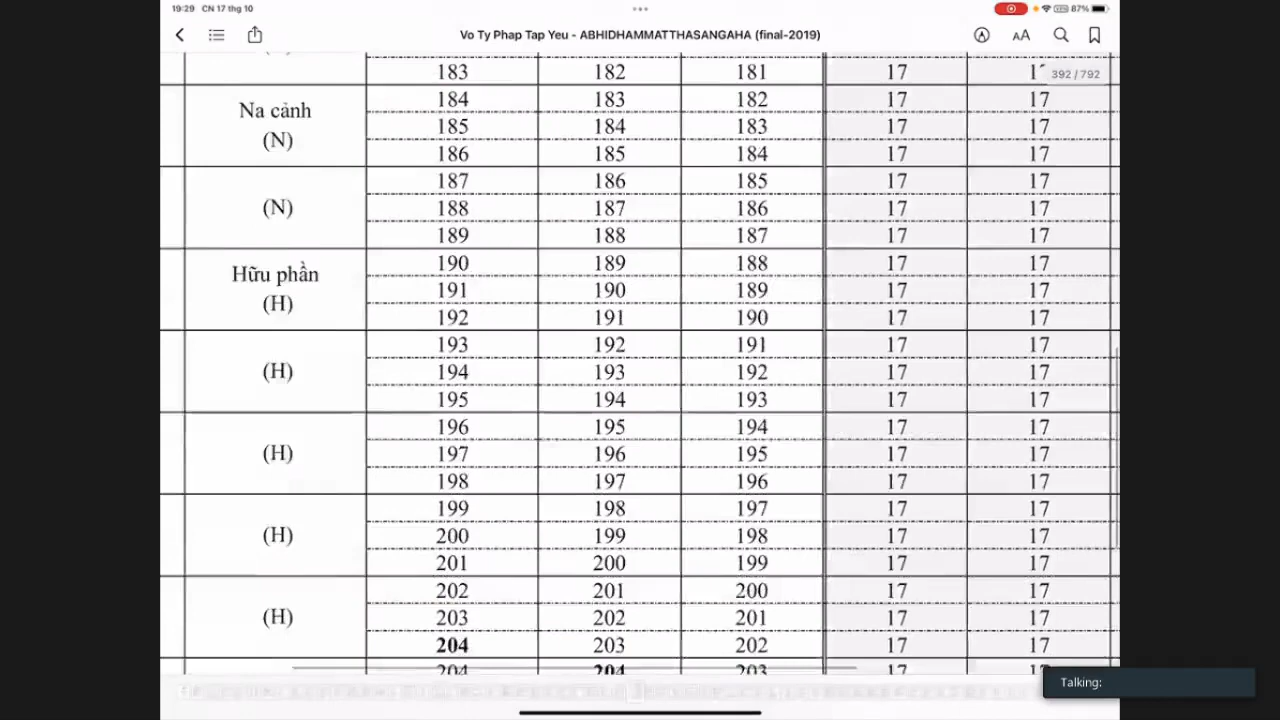 19:29 CN 17 thg 10
87%
Vo Ty Phap Tap Yeu - ABHIDHAMMATTHASANGAHA (final-2019)
AA
392 / 792
183 182 181 17
Na cảnh
(N)
184 183 182 17 17
185 184 183 17 17
186 185 184 17 17
(N)
187 186 185 17 17
188 187 186 17 17
189 188 187 17 17
Hữu phần
(H)
190 189 188 17 17
191 190 189 17 17
192 191 190 17 17
(H)
193 192 191 17 17
194 193 192 17 17
195 194 193 17 17
(H)
196 195 194 17 17
197 196 195 17 17
198 197 196 17 17
(H)
199 198 197 17 17
200 199 198 17 17
201 200 199 17 17
(H)
202 201 200 17 17
203 202 201 17 17
204 203 202 17 17
204 204 203 17 17
Talking: